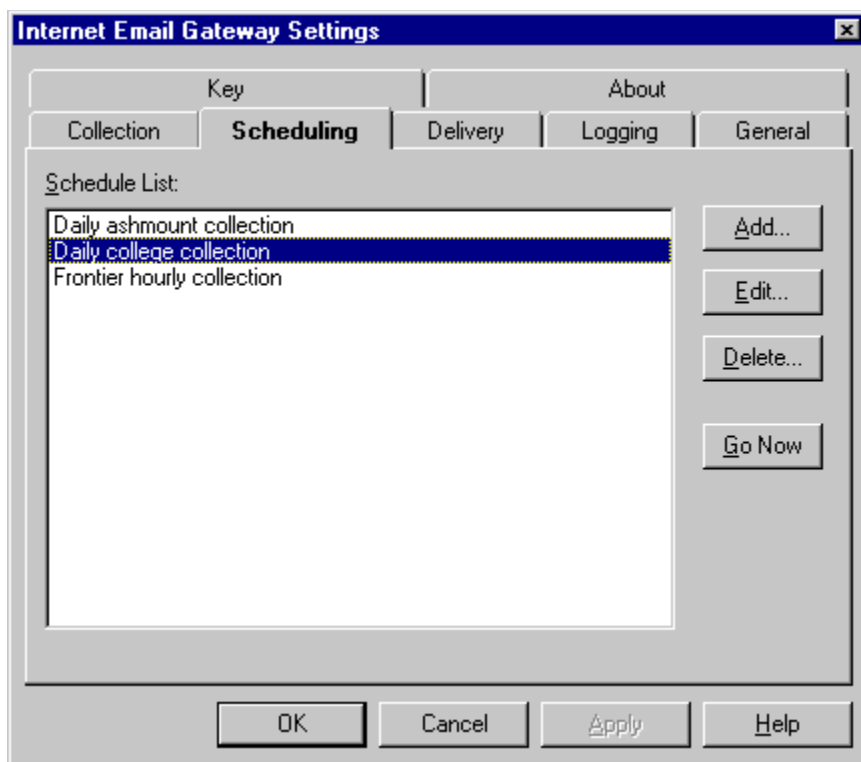 Internet Email Gateway Settings
Key About
Collection Scheduling Delivery Logging General
Schedule List:
Daily ashmount collection
Daily college collection
Frontier hourly collection
Add...
Edit...
Delete...
Go Now
OK Cancel Apply Help